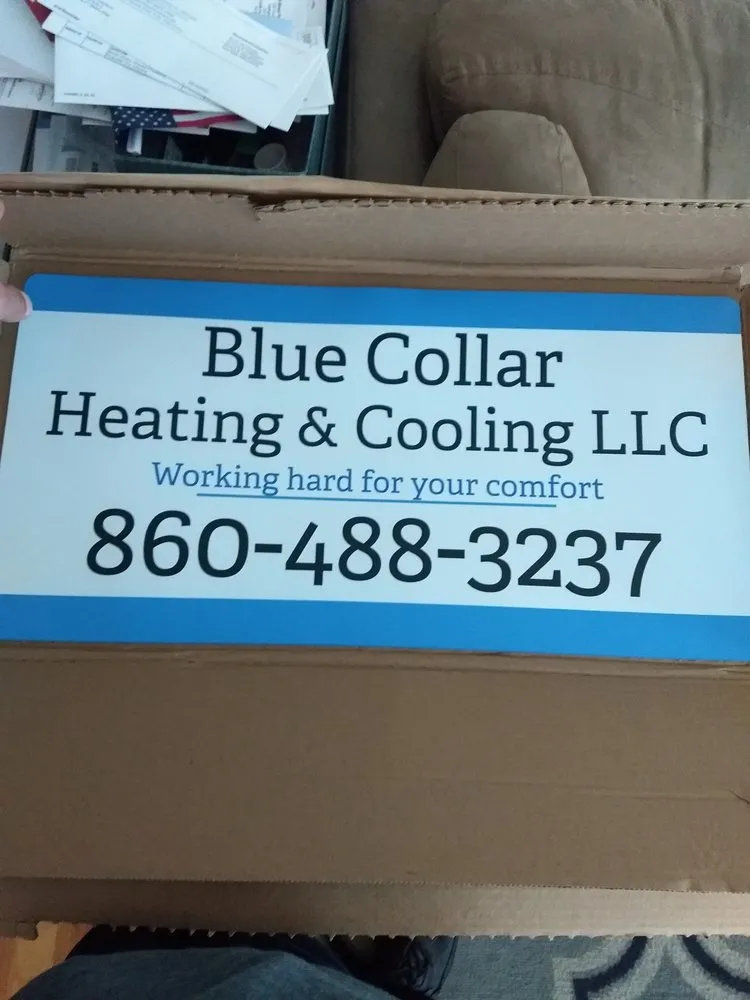 Blue Collar
Heating & Cooling LLC
Working hard for your comfort
860-488-3237